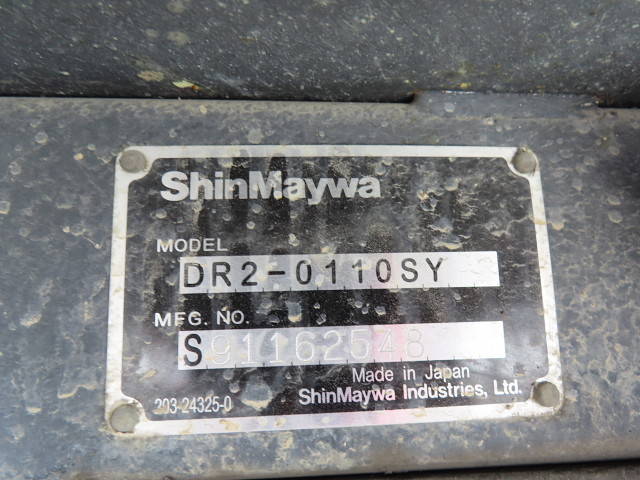 ShinMaywa
MODEL
DR2-0110SY
MFG. NO.
S91162548
Made in Japan
203-24325-0
ShinMaywa Industries, Ltd.